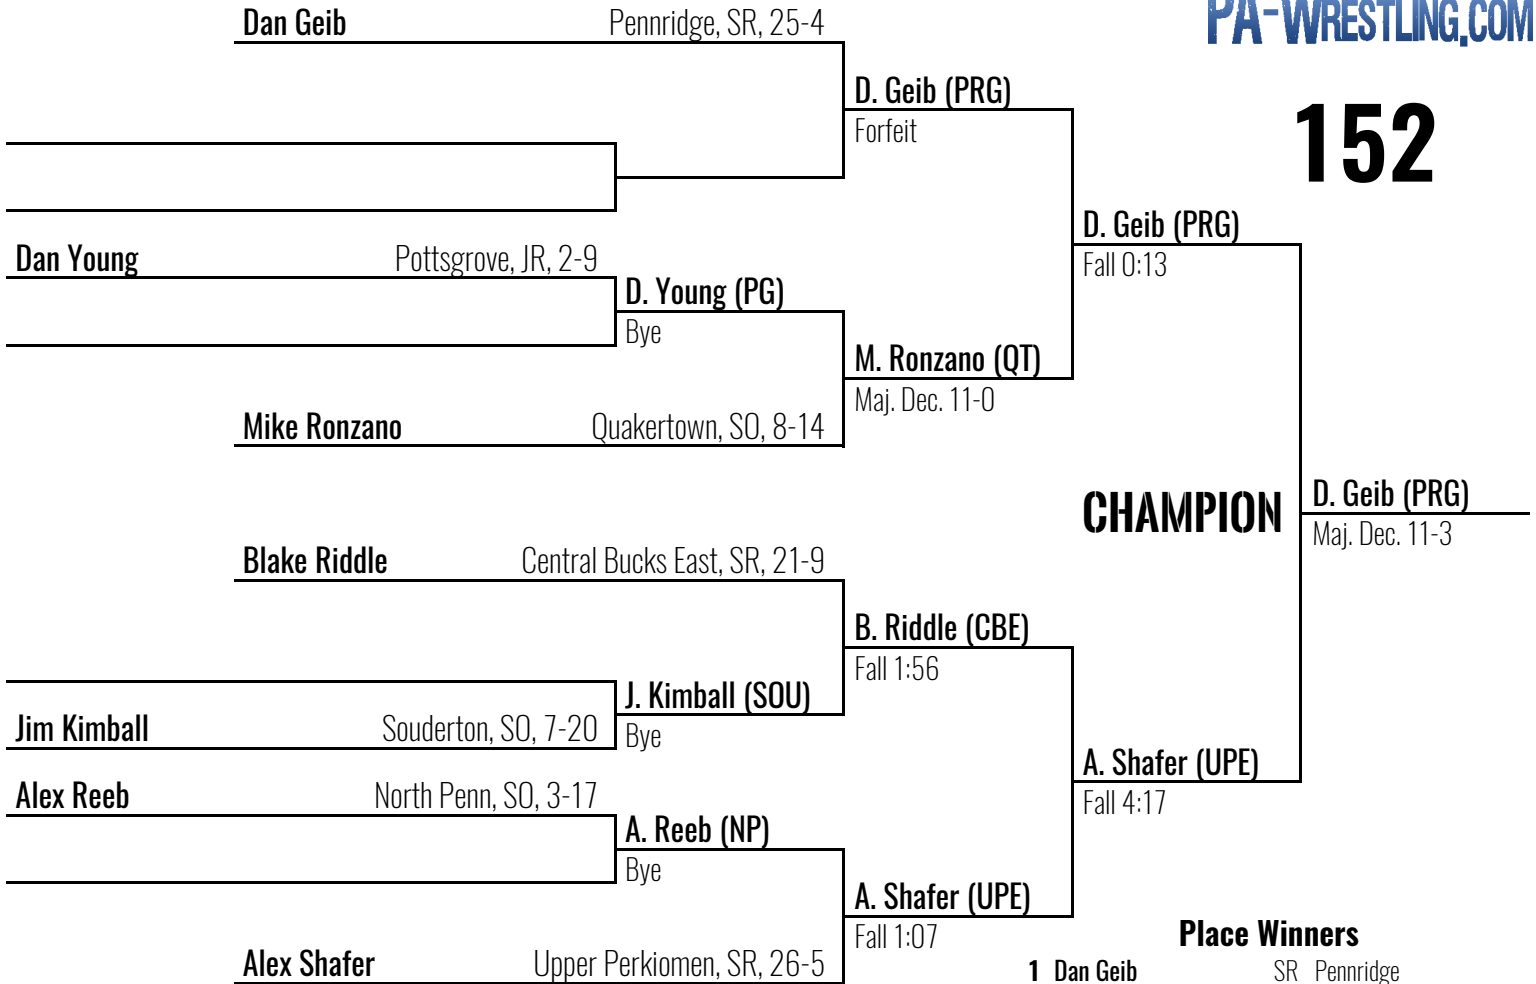 Dan Geib Pennridge, SR, 25-4
PA-WRESTLING.COM
D. Geib (PRG)
Forfeit
152
D. Geib (PRG)
Fall 0:13
Dan Young Pottsgrove, JR, 2-9
D. Young (PG)
Bye
M. Ronzano (QT)
Maj. Dec. 11-0
Mike Ronzano Quakertown, SO, 8-14
CHAMPION
D. Geib (PRG)
Maj. Dec. 11-3
Blake Riddle Central Bucks East, SR, 21-9
B. Riddle (CBE)
Fall 1:56
J. Kimball (SOU)
Jim Kimball Souderton, SO, 7-20
Bye
A. Shafer (UPE)
Fall 4:17
Alex Reeb North Penn, SO, 3-17
A. Reeb (NP)
Bye
A. Shafer (UPE)
Fall 1:07
Place Winners
Alex Shafer Upper Perkiomen, SR, 26-5
1 Dan Geib SR Pennridge